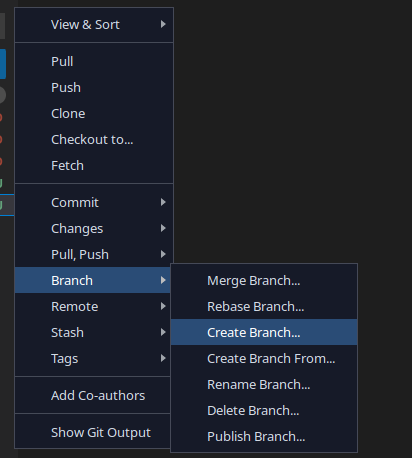 View & Sort
Pull
Push
Clone
Checkout to...
Fetch
Commit
Changes
Pull, Push
Branch
Remote
Stash
Tags
Add Co-authors
Show Git Output
Merge Branch...
Rebase Branch...
Create Branch...
Create Branch From...
Rename Branch...
Delete Branch...
Publish Branch...